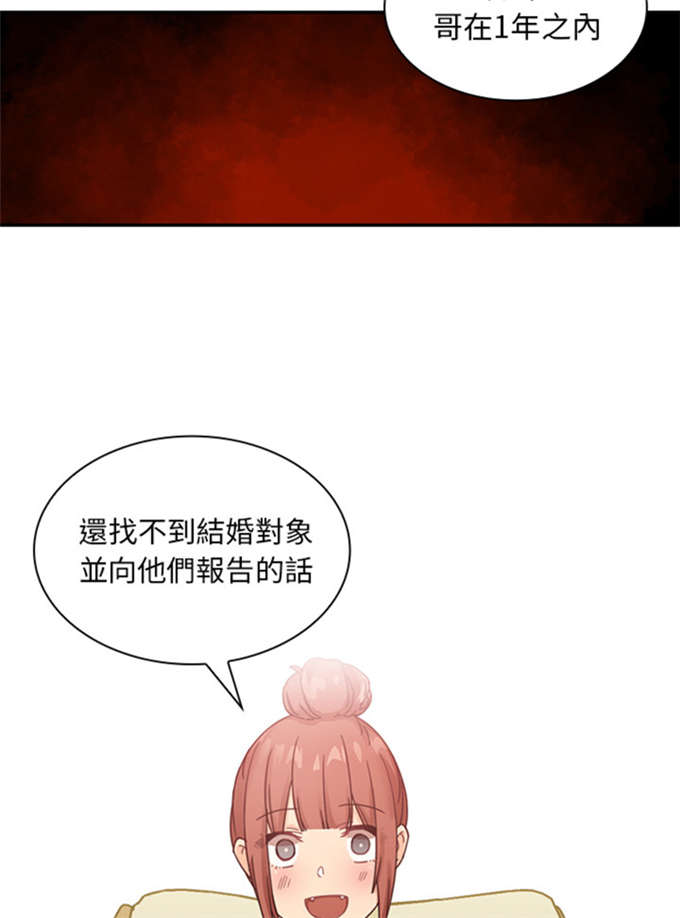 哥在1年之內
還找不到結婚對象
並向他們報告的話